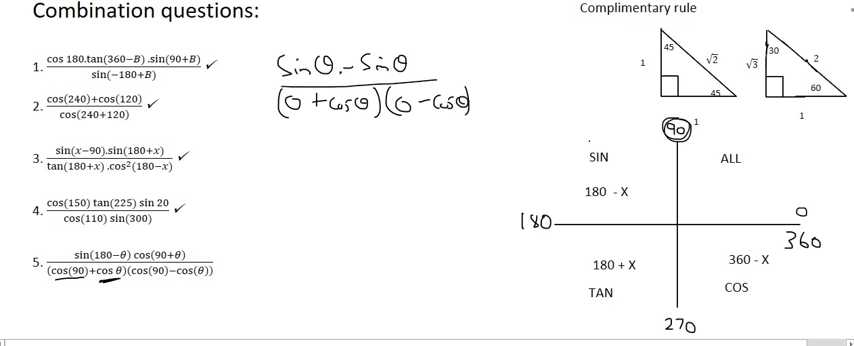 Combination questions:
Complimentary rule
1. cos 180.tan(360−B) .sin(90+B) ✓
sin(−180+B)
2. cos(240)+cos(120) ✓
cos(240+120)
3. sin(x−90).sin(180+x) ✓
tan(180+x) .cos²(180−x)
4. cos(150) tan(225) sin 20 ✓
cos(110) sin(300)
5. sin(180−θ) cos(90+θ)
(cos(90)+cos θ)(cos(90)−cos(θ))
sinθ.−sinθ
(0+cosθ)(0−cosθ)
45
1
√2
45
1
30
√3
2
60
1
90
SIN
ALL
180 - X
180
0
360
180 + X
360 - X
TAN
COS
270